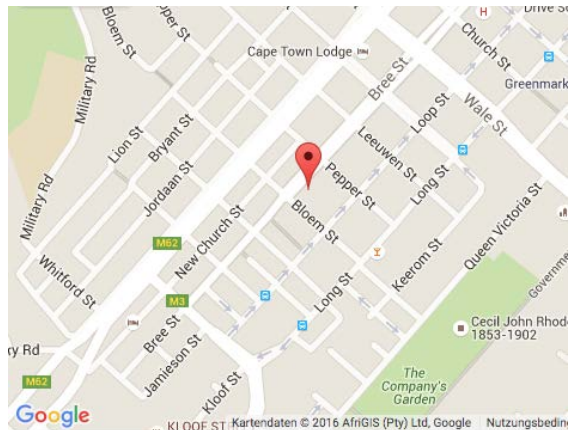 Bloem St
Pepper St
Drive Sq
H
Church St
Military Rd
Cape Town Lodge
Bree St
Greenmark
Wale St
Lion St
Bryant St
Loop St
Leeuwen St
Jordaan St
Pepper St
Long St
Military Rd
Bloem St
Queen Victoria St
New Church St
M62
Keerom St
Whitford St
M3
Long St
Governme
Bree St
Cecil John Rhode
1853-1902
ky Rd
Jamieson St
M62
Kloof St
The
Company's
Garden
Google
KLOOF ST
Kartendaten © 2016 AfriGIS (Pty) Ltd, Google
Nutzungsbeding